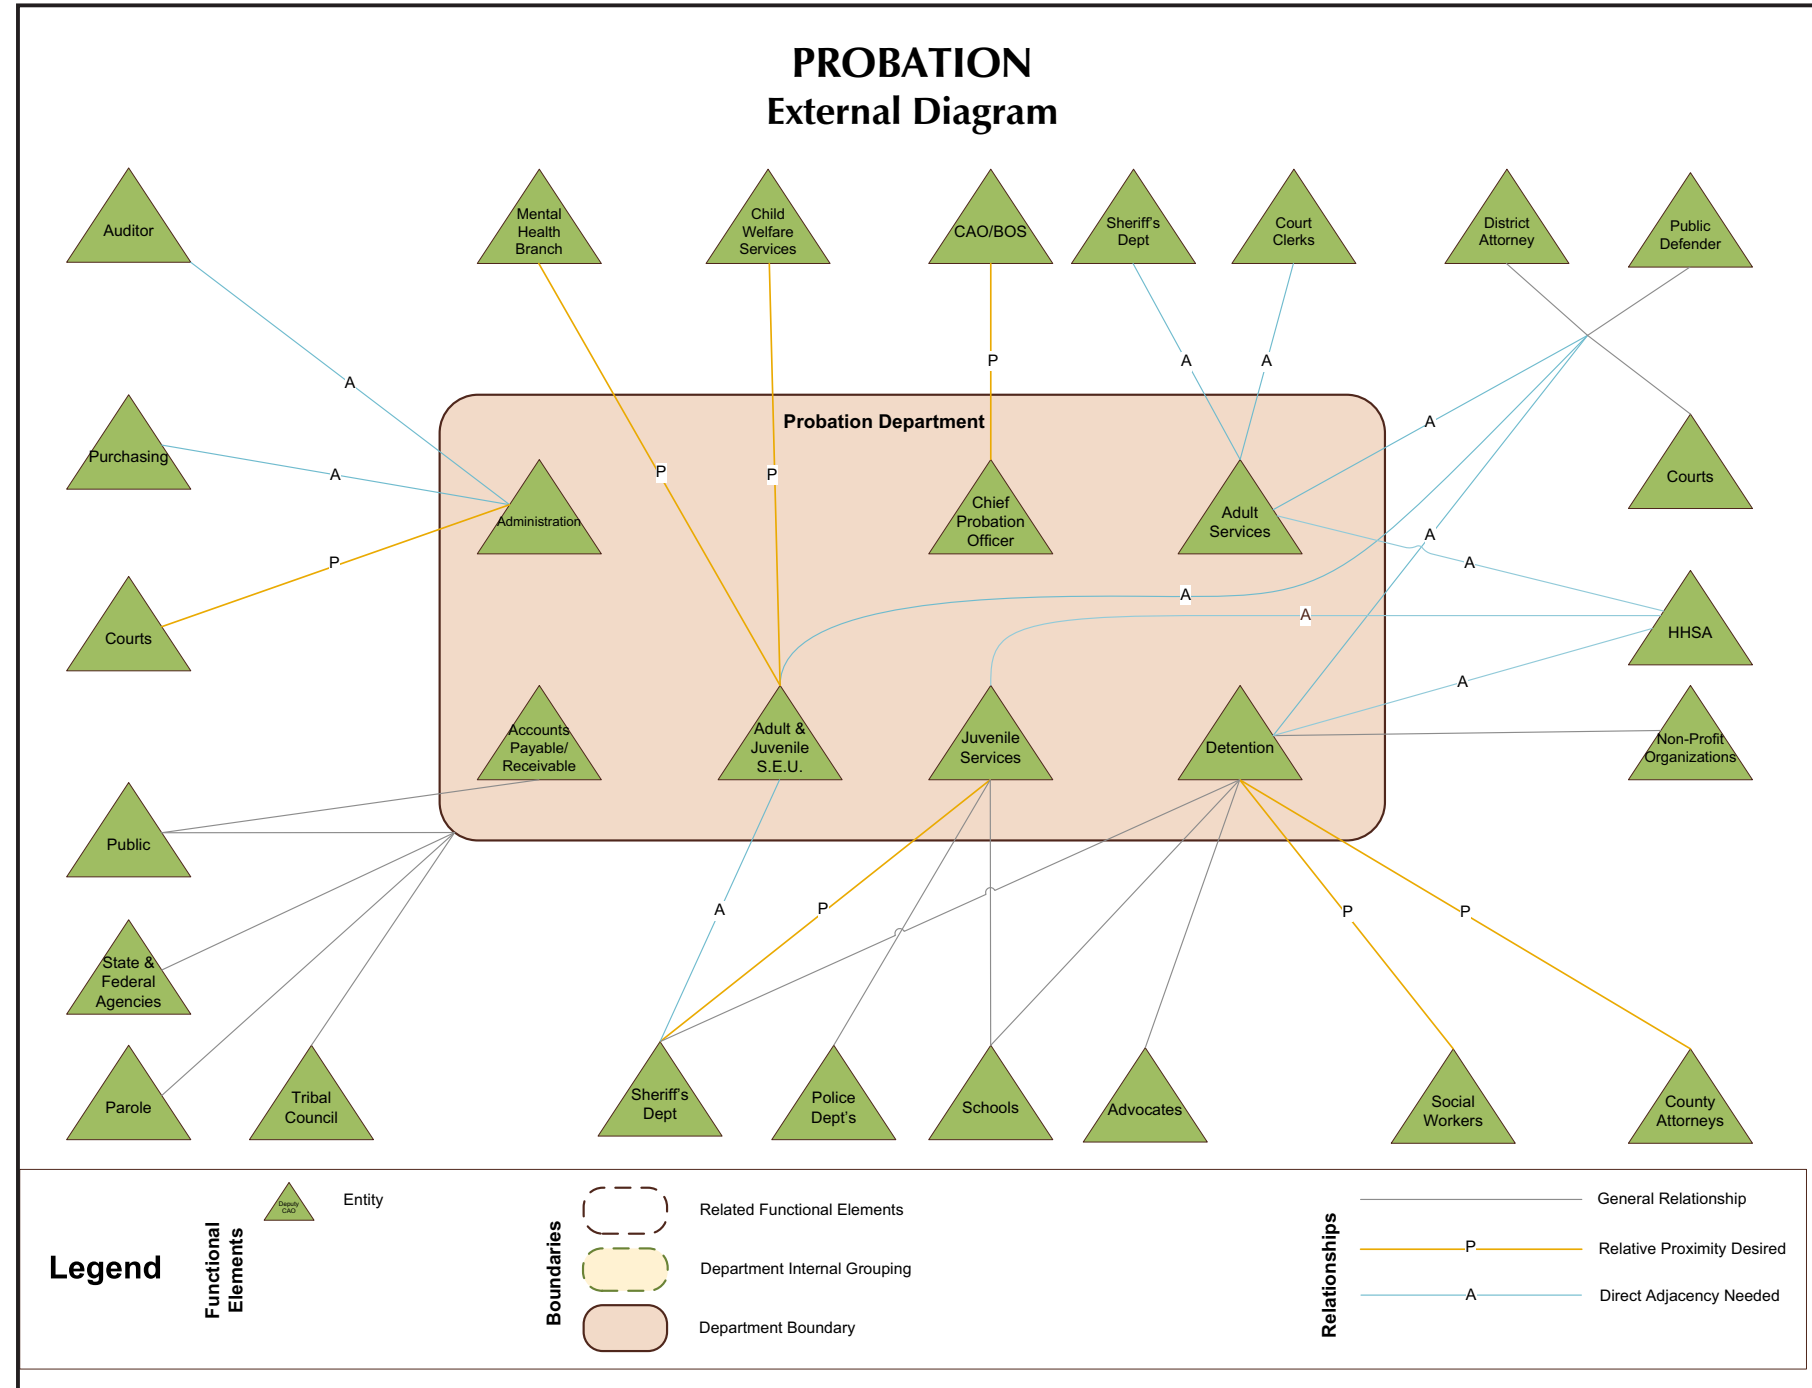 PROBATION
External Diagram
Auditor
Mental
Health
Branch
Child
Welfare
Services
CAO/BOS
Sheriff's
Dept
Court
Clerks
District
Attorney
Public
Defender
A
P
A
A
A
Probation Department
Purchasing
A
P
P
Administration
Chief
Probation
Officer
Adult
Services
Courts
A
A
P
A
A
Courts
HHSA
A
Accounts
Payable/
Receivable
Adult &
Juvenile
S.E.U.
Juvenile
Services
Detention
Non-Profit
Organizations
Public
A
P
P
P
State &
Federal
Agencies
Parole
Tribal
Council
Sheriff's
Dept
Police
Dept's
Schools
Advocates
Social
Workers
County
Attorneys
Legend
Functional
Elements
Deputy
CAO
Entity
Boundaries
Related Functional Elements
Department Internal Grouping
Department Boundary
Relationships
General Relationship
P
Relative Proximity Desired
A
Direct Adjacency Needed